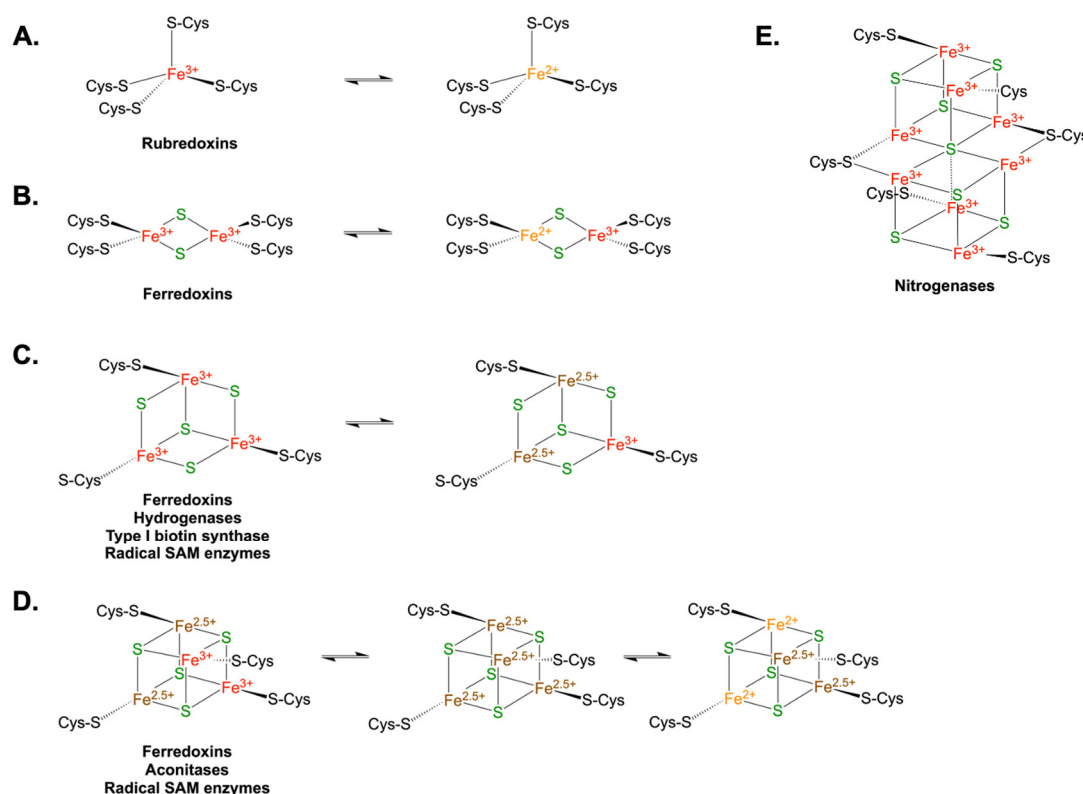 A.
S-Cys
Fe3+
Cys-S
S-Cys
Cys-S
S-Cys
Fe2+
Cys-S
S-Cys
Cys-S
Rubredoxins
B.
Cys-S
S
S-Cys
Fe3+
Fe3+
Cys-S
S
S-Cys
Cys-S
S
S-Cys
Fe2+
Fe3+
Cys-S
S
S-Cys
Ferredoxins
C.
Cys-S
Fe3+
S
S
S
Fe3+
Fe3+
S
S-Cys
S-Cys
Cys-S
Fe2.5+
S
S
S
Fe3+
Fe2.5+
S
S-Cys
S-Cys
Ferredoxins
Hydrogenases
Type I biotin synthase
Radical SAM enzymes
D.
Cys-S
Fe2.5+
S
S
Fe3+
S-Cys
S
Fe3+
Fe2.5+
S
S-Cys
Cys-S
Cys-S
Fe2.5+
S
S
Fe2.5+
S-Cys
S
Fe2.5+
Fe2.5+
S
S-Cys
Cys-S
Cys-S
Fe2+
S
S
Fe2.5+
S-Cys
S
Fe2.5+
Fe2+
S
S-Cys
Cys-S
Ferredoxins
Aconitases
Radical SAM enzymes
E.
Cys-S
Fe3+
S
S
Fe3+
Cys
S
Fe3+
Fe3+
S-Cys
S
Cys-S
Fe3+
Fe3+
Cys-S
S
Fe3+
S
S
Fe3+
S-Cys
Nitrogenases